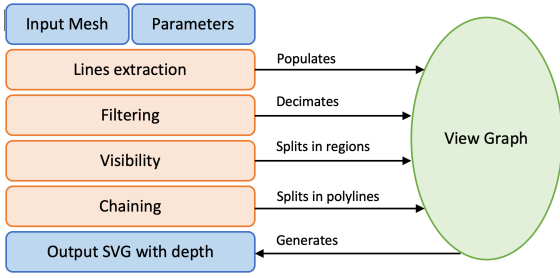 Input Mesh
Parameters
Lines extraction
Populates
Filtering
Decimates
Visibility
Splits in regions
Chaining
Splits in polylines
Output SVG with depth
Generates
View Graph